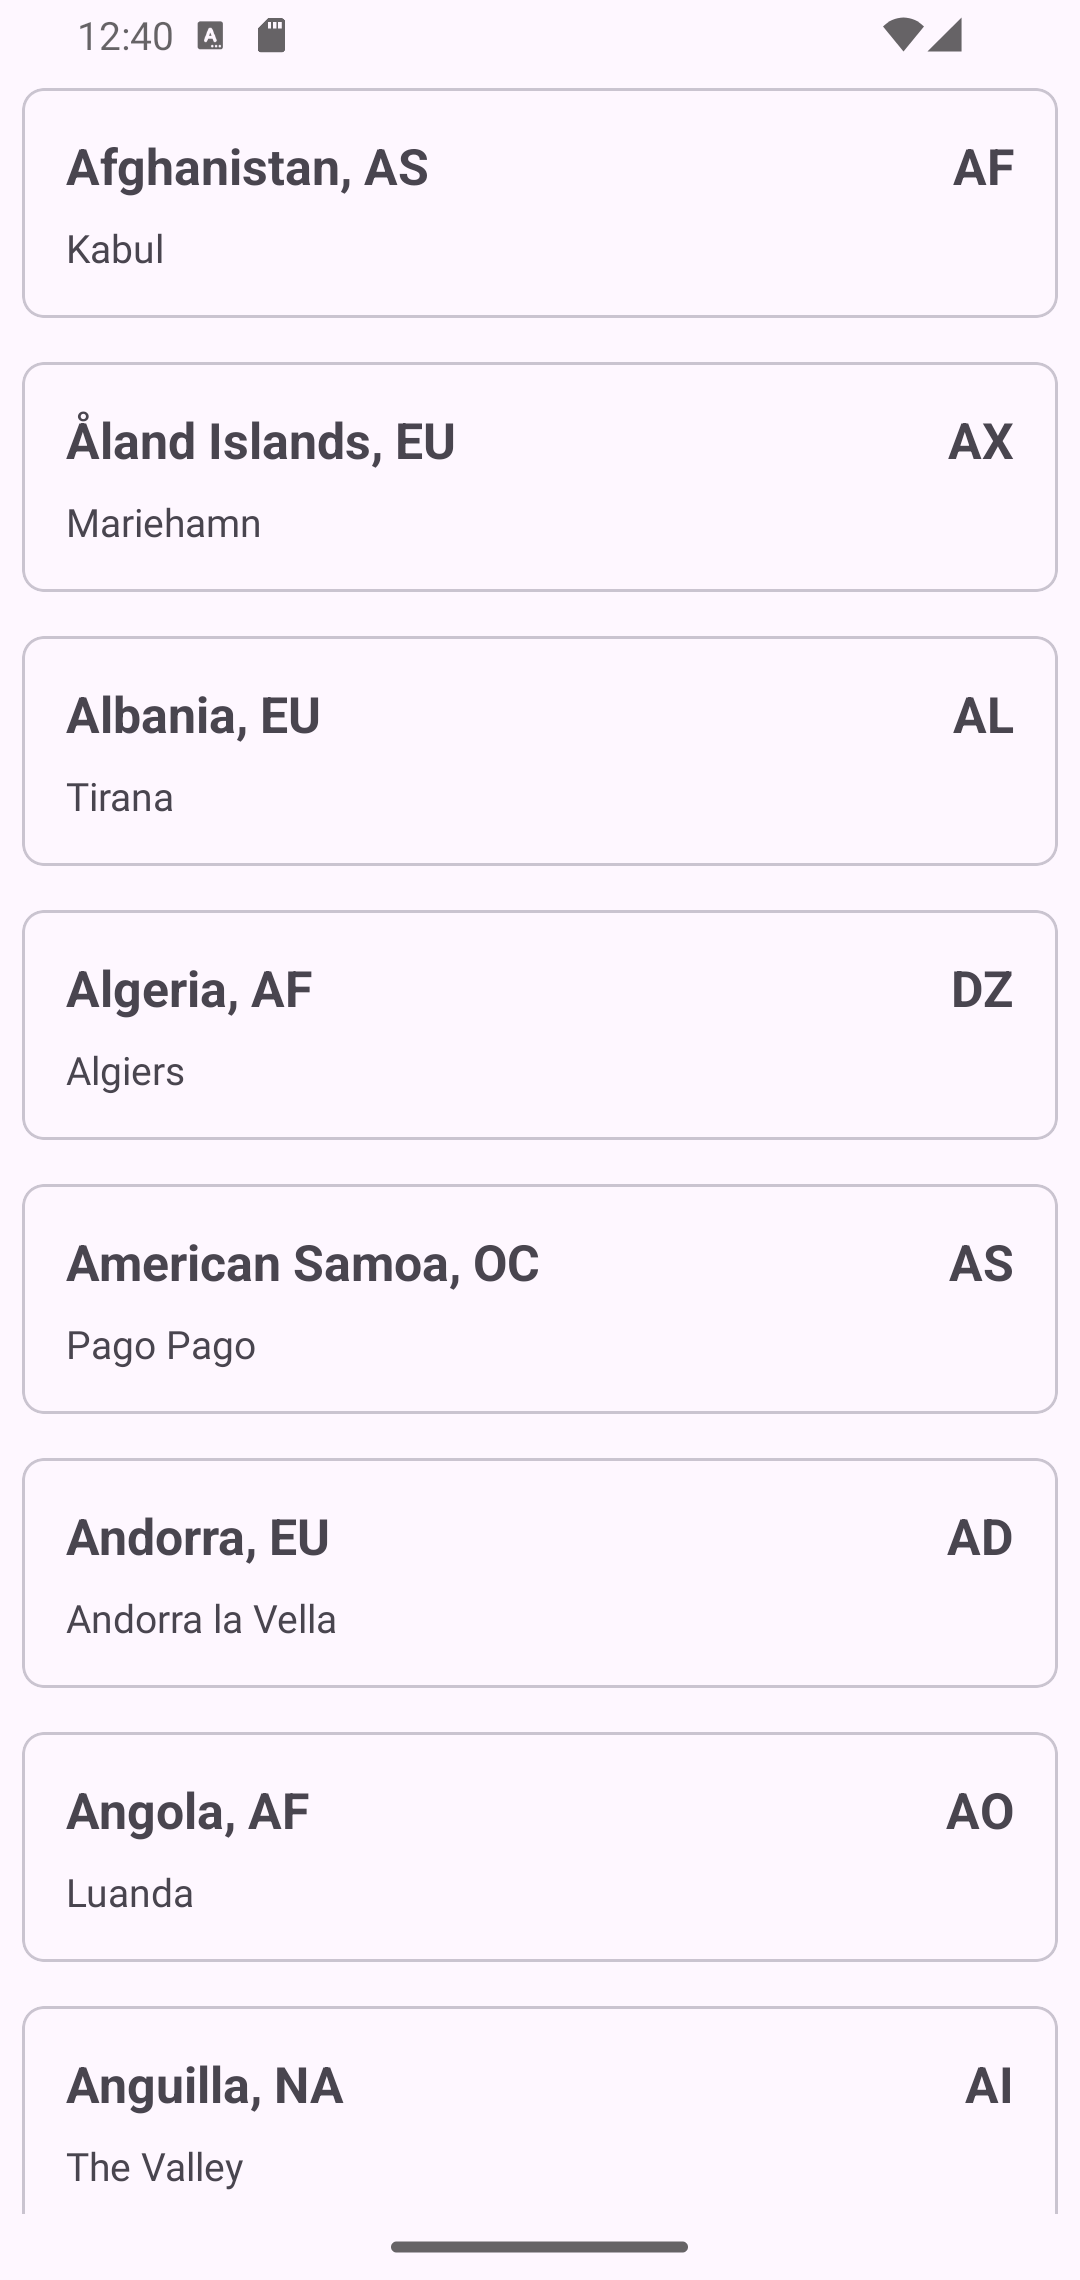 12:40
Afghanistan, AS AF
Kabul
Åland Islands, EU AX
Mariehamn
Albania, EU AL
Tirana
Algeria, AF DZ
Algiers
American Samoa, OC AS
Pago Pago
Andorra, EU AD
Andorra la Vella
Angola, AF AO
Luanda
Anguilla, NA AI
The Valley